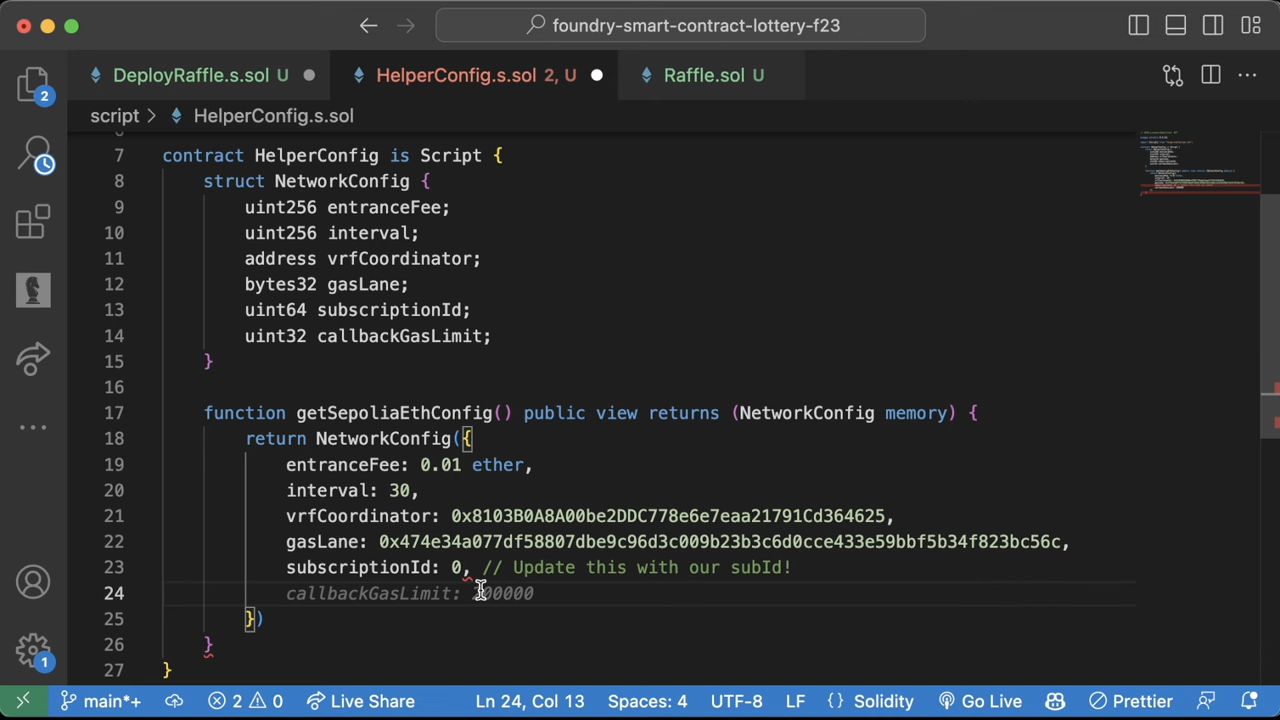 foundry-smart-contract-lottery-f23
DeployRaffle.s.sol U
HelperConfig.s.sol 2, U
Raffle.sol U
script > HelperConfig.s.sol
2
7 contract HelperConfig is Script {
8 struct NetworkConfig {
9 uint256 entranceFee;
10 uint256 interval;
11 address vrfCoordinator;
12 bytes32 gasLane;
13 uint64 subscriptionId;
14 uint32 callbackGasLimit;
15 }
16
17 function getSepoliaEthConfig() public view returns (NetworkConfig memory) {
18 return NetworkConfig({
19 entranceFee: 0.01 ether,
20 interval: 30,
21 vrfCoordinator: 0x8103B0A8A00be2DDC778e6e7eaa21791Cd364625,
22 gasLane: 0x474e34a077df58807dbe9c96d3c009b23b3c6d0cce433e59bbf5b34f823bc56c,
23 subscriptionId: 0, // Update this with our subId!
24 callbackGasLimit: 200000
25 })
26 }
27 }
1
main*+ 2 0 Live Share Ln 24, Col 13 Spaces: 4 UTF-8 LF {} Solidity Go Live Prettier